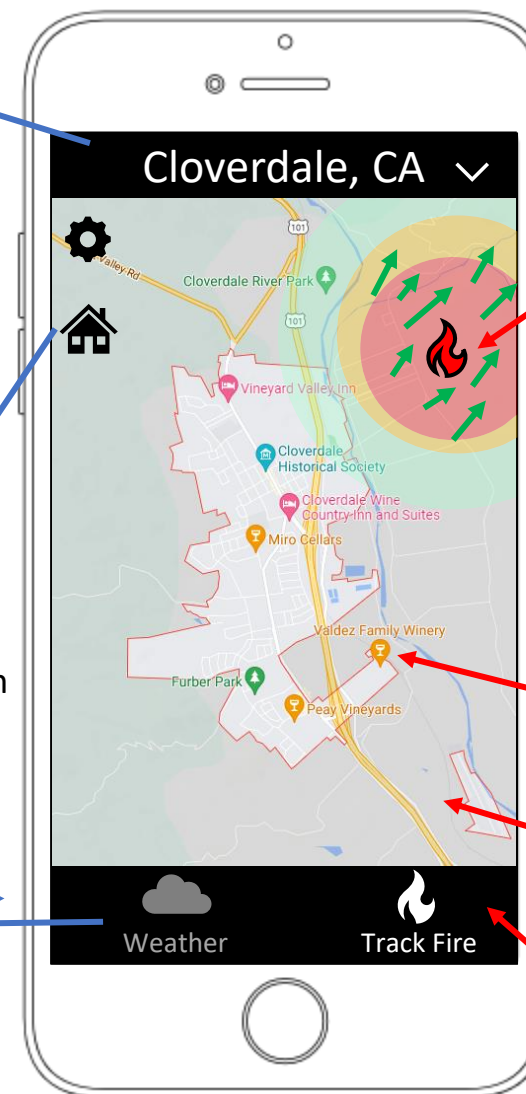 Cloverdale, CA
101
Valley Rd
Cloverdale River Park
101
Vineyard Valley Inn
Cloverdale
Historical Society
Cloverdale Wine
Country Inn and Suites
Miro Cellars
Valdez Family Winery
Furber Park
Peay Vineyards
101
Weather
Track Fire